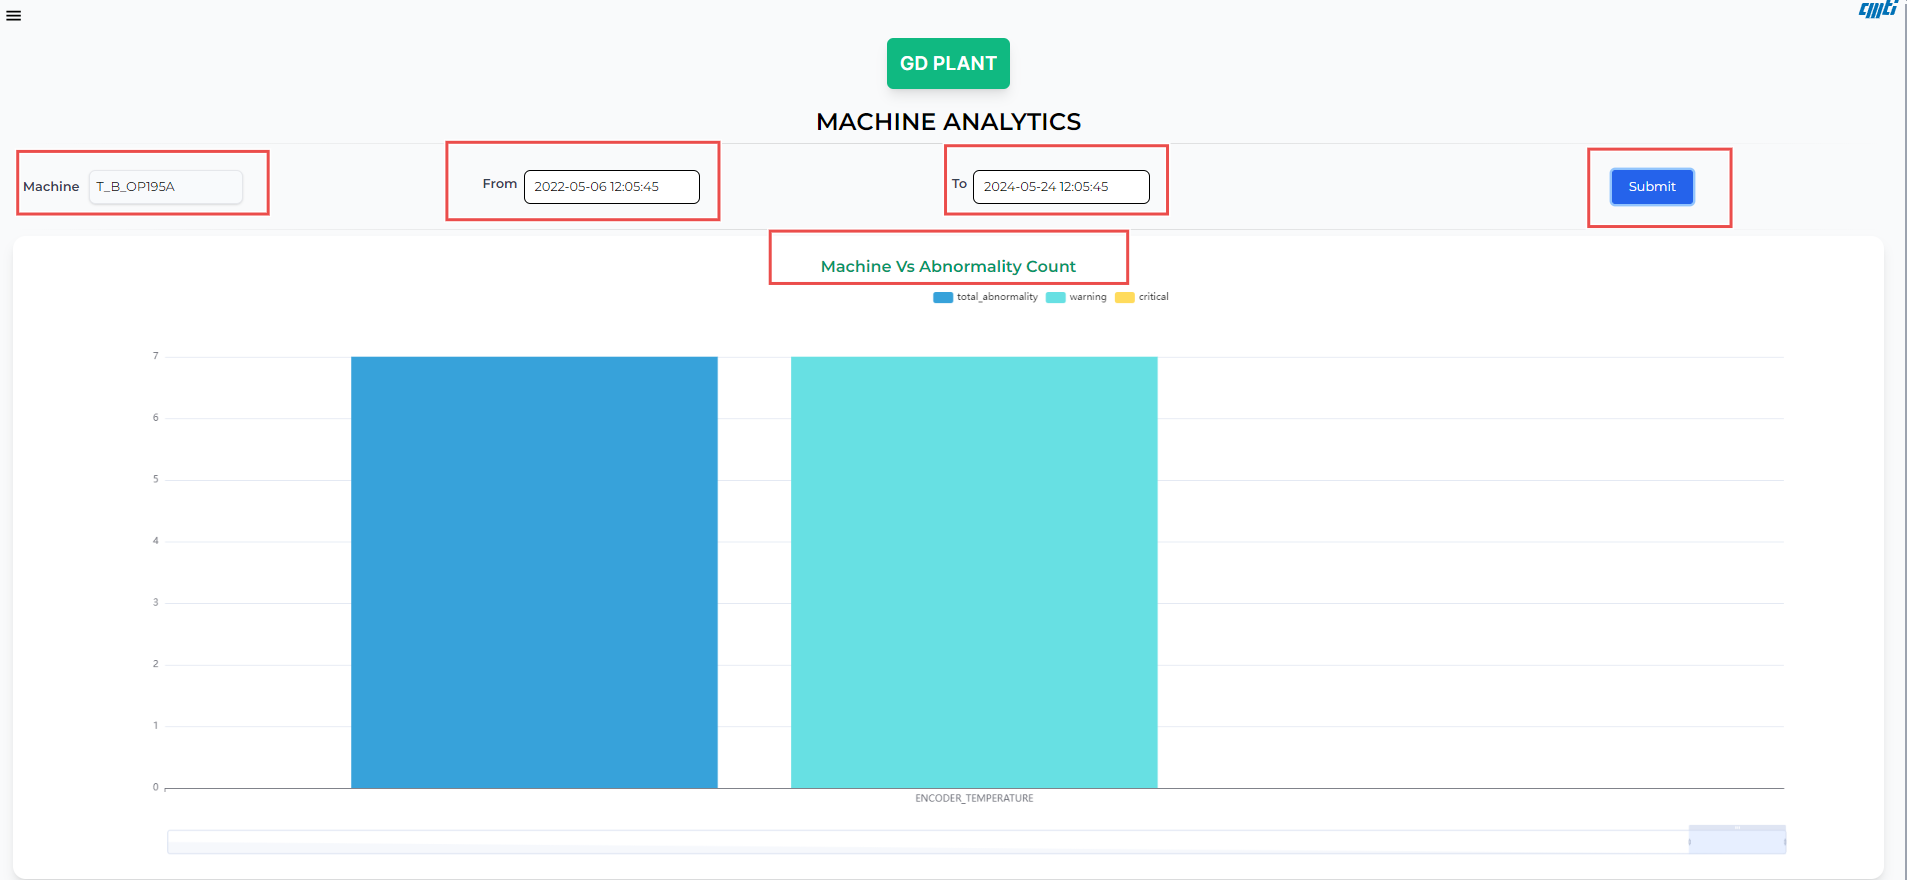 cmti
GD PLANT
MACHINE ANALYTICS
Machine T_B_OP195A From 2022-05-06 12:05:45 To 2024-05-24 12:05:45 Submit
Machine Vs Abnormality Count
total_abnormality warning critical
7
6
5
4
3
2
1
0
ENCODER_TEMPERATURE